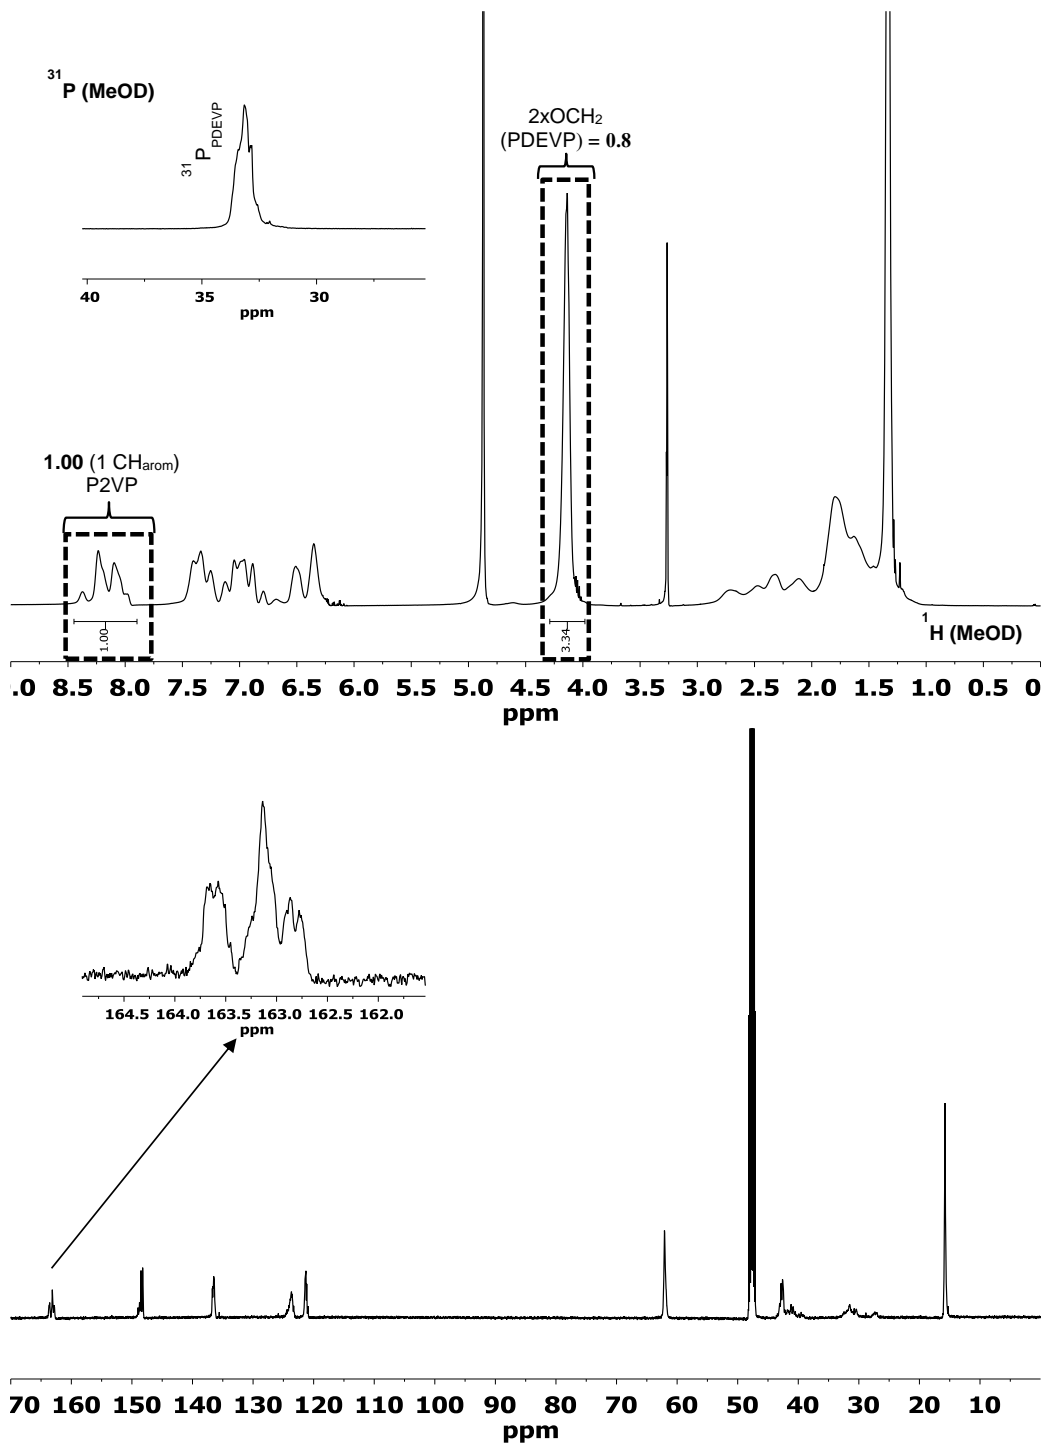 31P (MeOD)
31PPDEVP
40 35 30
ppm
2xOCH2
(PDEVP) = 0.8
1.00 (1 CHarom)
P2VP
1.00
3.34
1H (MeOD)
.0 8.5 8.0 7.5 7.0 6.5 6.0 5.5 5.0 4.5 4.0 3.5 3.0 2.5 2.0 1.5 1.0 0.5 0
ppm
164.5 164.0 163.5 163.0 162.5 162.0
ppm
70 160 150 140 130 120 110 100 90 80 70 60 50 40 30 20 10
ppm